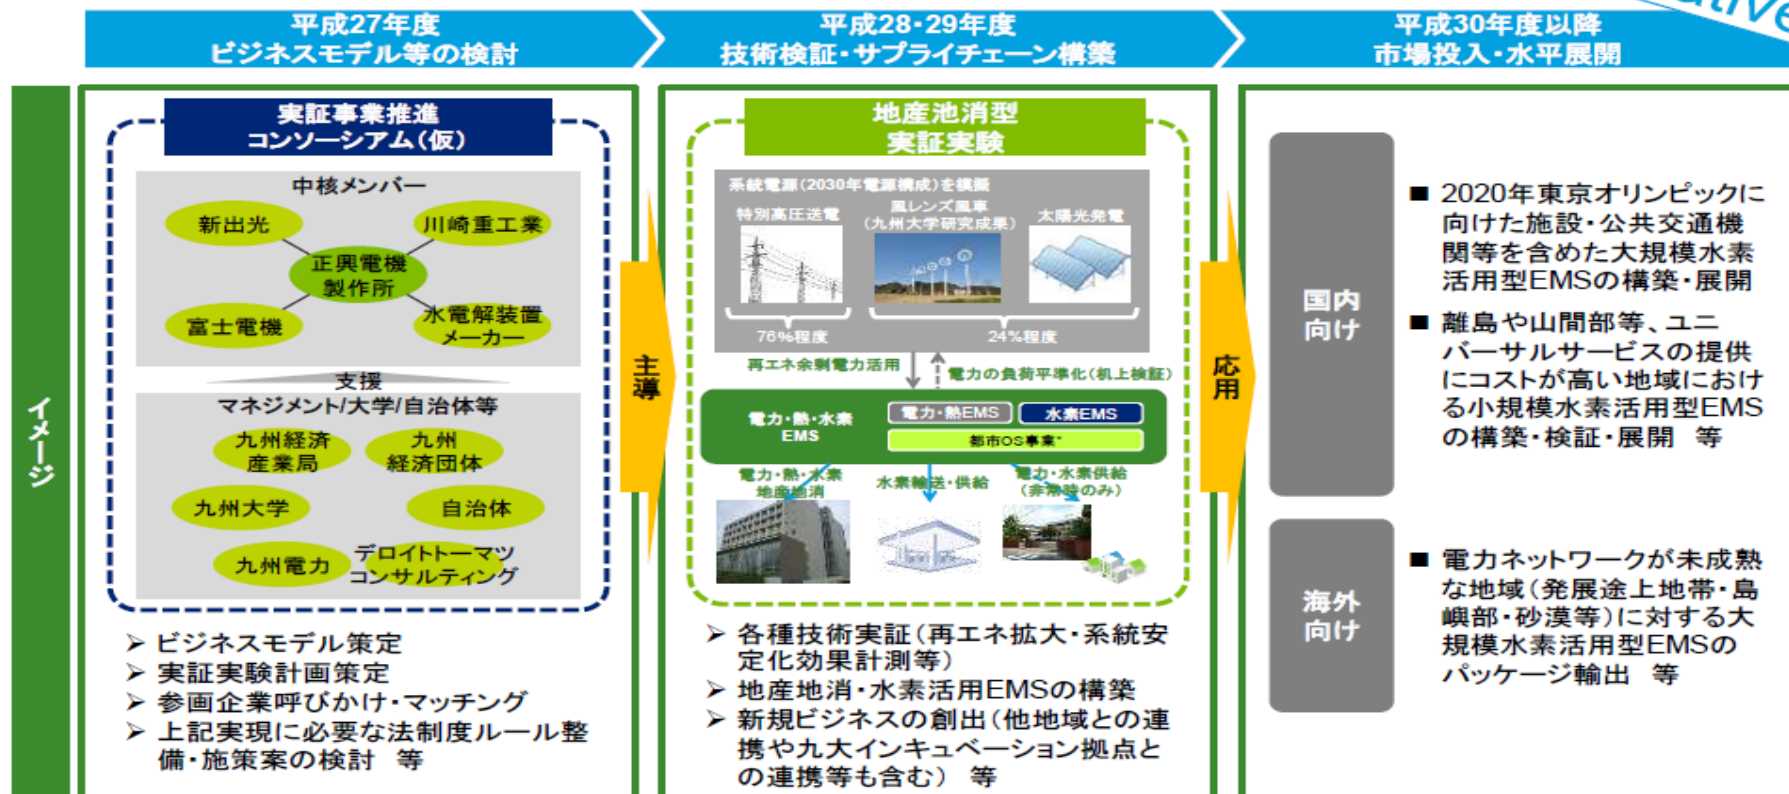 平成27年度
ビジネスモデル等の検討
平成28・29年度
技術検証・サプライチェーン構築
平成30年度以降
市場投入・水平展開
イメージ
実証事業推進
コンソーシアム(仮)
中核メンバー
新出光
川崎重工業
正興電機
製作所
富士電機
水電解装置
メーカー
支援
マネジメント/大学/自治体等
九州経済
産業局
九州
経済団体
九州大学
自治体
九州電力
デロイトトーマツ
コンサルティング
➢ ビジネスモデル策定
➢ 実証実験計画策定
➢ 参画企業呼びかけ・マッチング
➢ 上記実現に必要な法制度ルール整
備・施策案の検討 等
主導
地産池消型
実証実験
系統電源(2030年電源構成)を模擬
特別高圧送電
風レンズ風車
(九州大学研究成果)
太陽光発電
76%程度
24%程度
再エネ余剰電力活用
電力の負荷平準化(机上検証)
電力・熱・水素
EMS
電力・熱EMS
水素EMS
都市OS事業*
電力・熱・水素
地産地消
水素輸送・供給
電力・水素供給
(非常時のみ)
➢ 各種技術実証(再エネ拡大・系統安
定化効果計測等)
➢ 地産地消・水素活用EMSの構築
➢ 新規ビジネスの創出(他地域との連
携や九大インキュベーション拠点と
の連携等も含む) 等
応用
国内
向け
■ 2020年東京オリンピックに
向けた施設・公共交通機
関等を含めた大規模水素
活用型EMSの構築・展開
■ 離島や山間部等、ユニ
バーサルサービスの提供
にコストが高い地域におけ
る小規模水素活用型EMS
の構築・検証・展開 等
海外
向け
■ 電力ネットワークが未成熟
な地域(発展途上地帯・島
嶼部・砂漠等)に対する大
規模水素活用型EMSの
パッケージ輸出 等